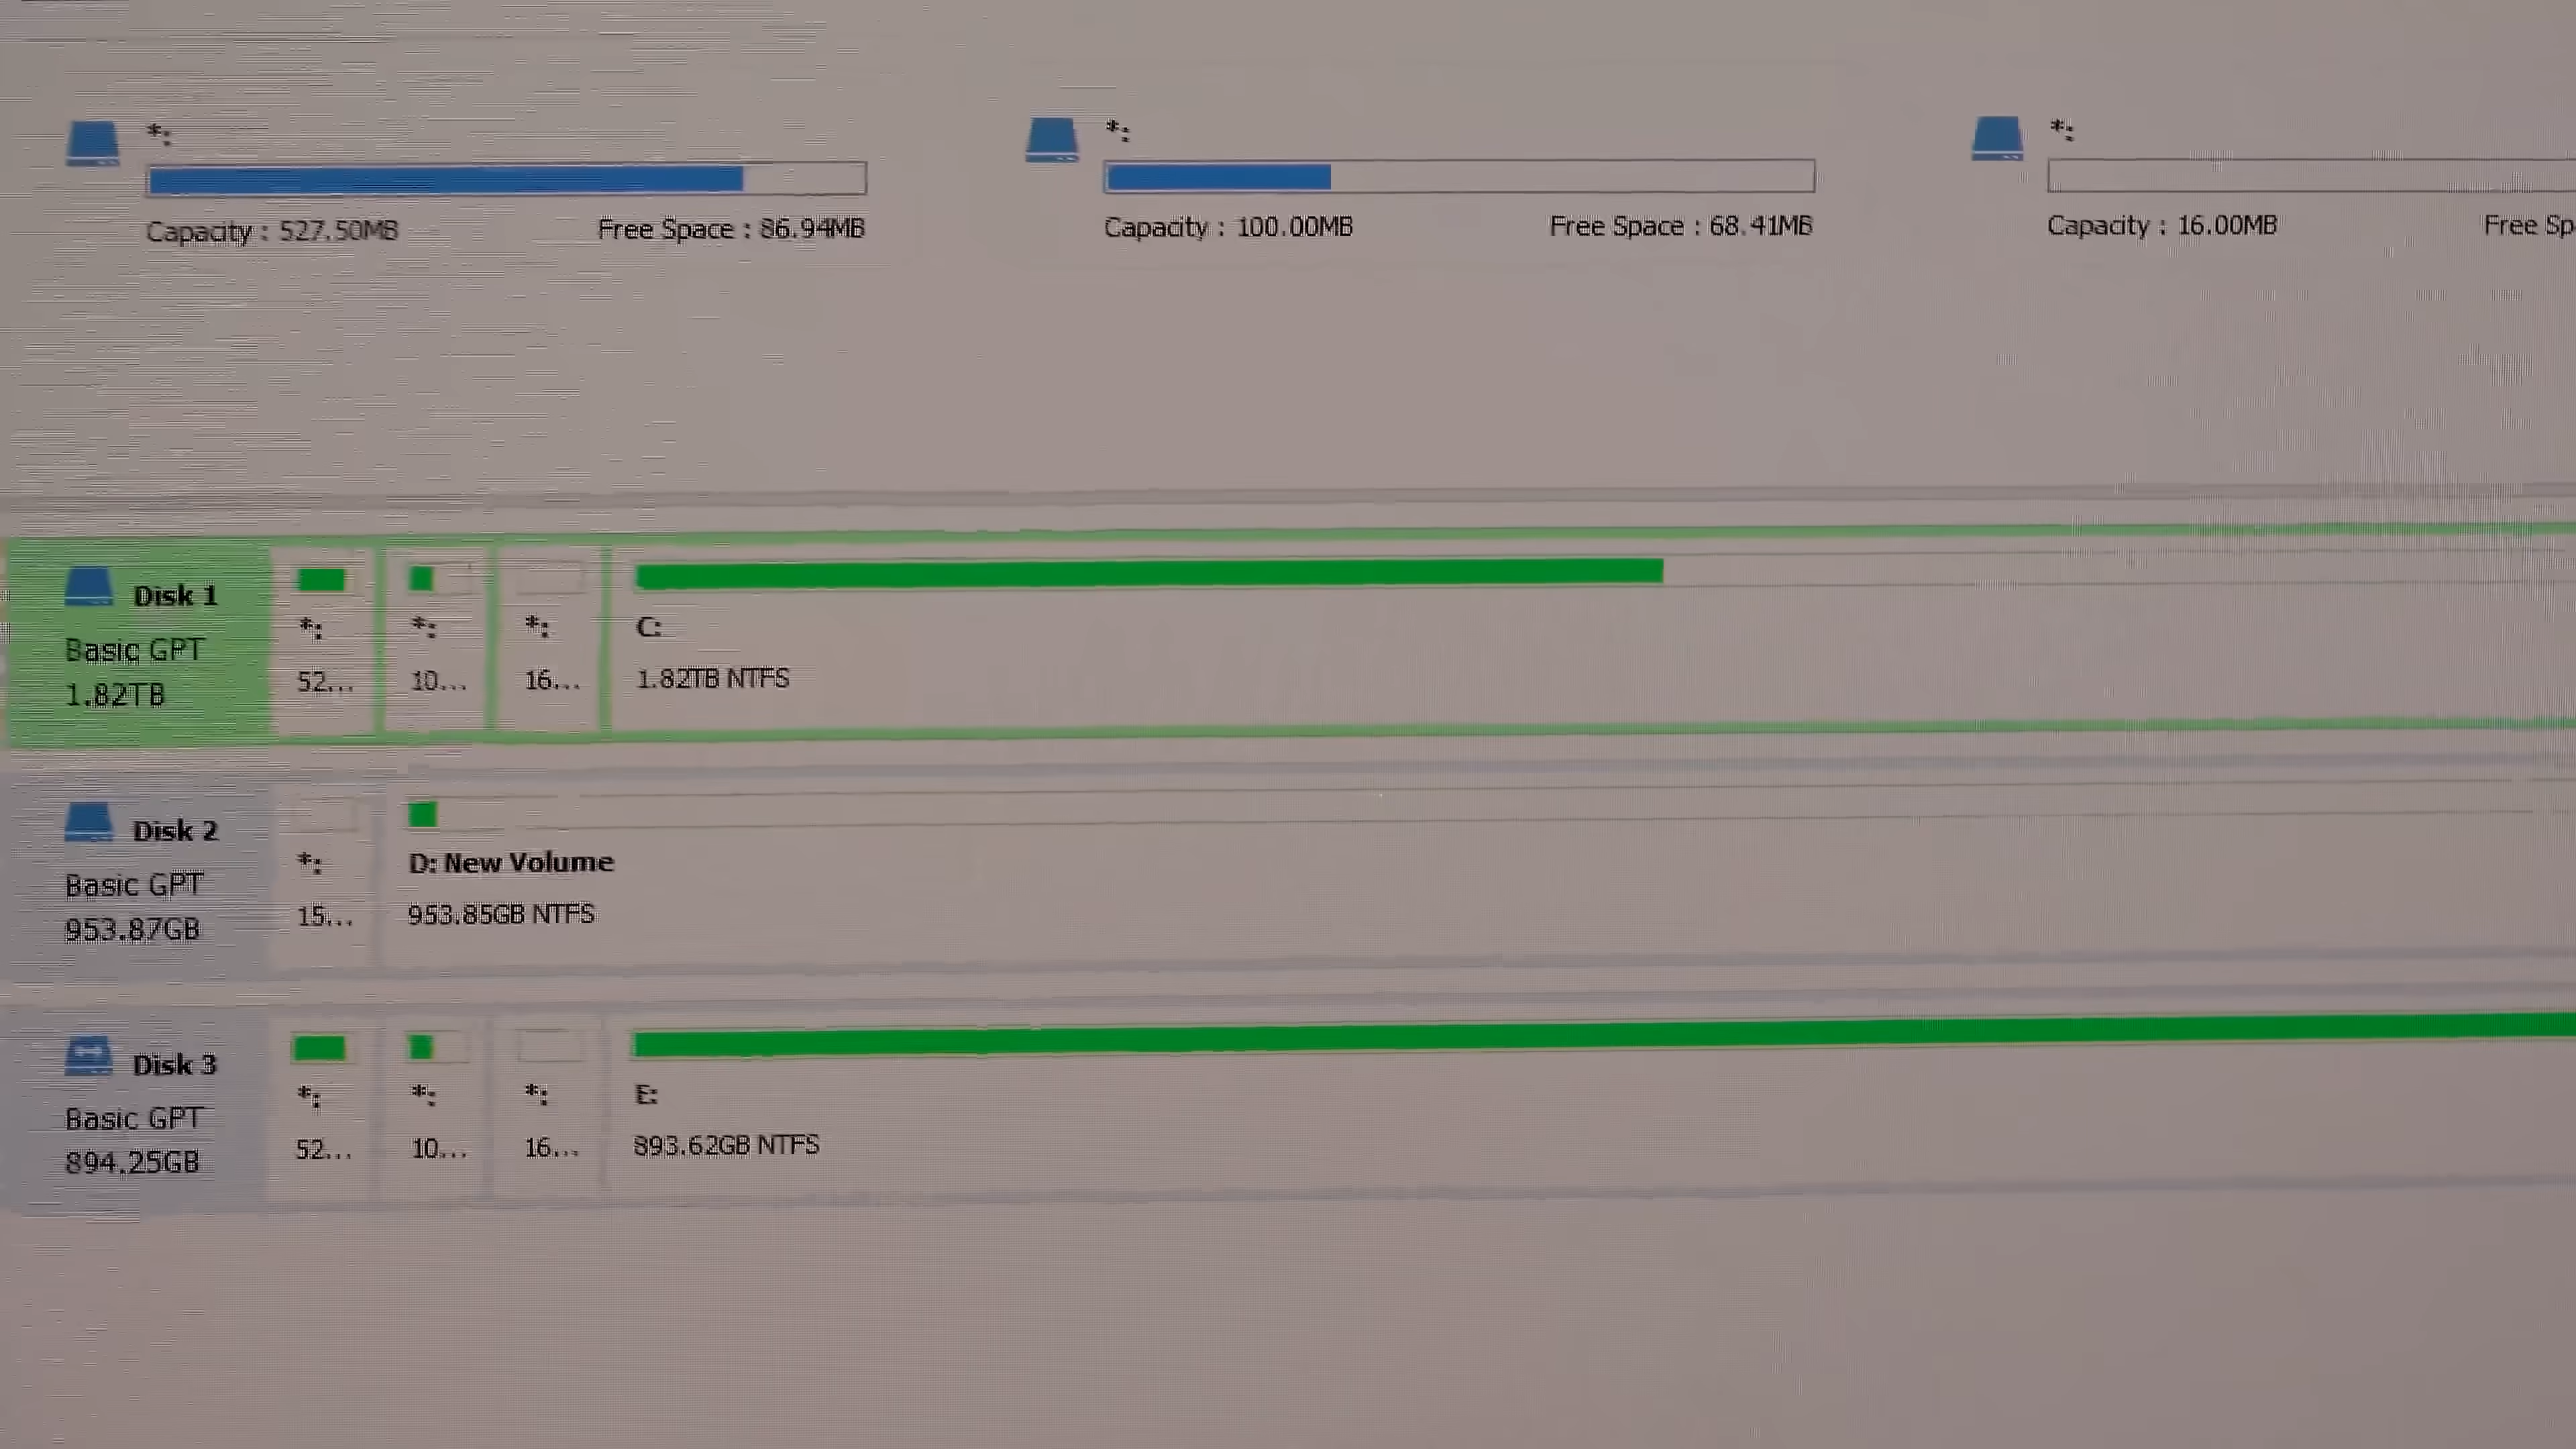 *: *: *:
Capacity : 527.50MB Free Space : 86.94MB Capacity : 100.00MB Free Space : 68.41MB Capacity : 16.00MB Free Sp
Disk 1
Basic GPT
1.82TB
*: *: *: C:
52... 10... 16... 1.82TB NTFS
Disk 2
Basic GPT
953.87GB
*: D: New Volume
15... 953.85GB NTFS
Disk 3
Basic GPT
894.25GB
*: *: *: E:
52... 10... 16... 893.62GB NTFS